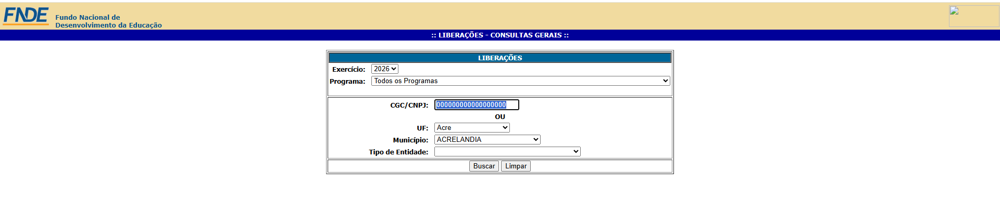 FNDE
Fundo Nacional de
Desenvolvimento da Educação
:: LIBERAÇÕES - CONSULTAS GERAIS ::
LIBERAÇÕES
Exercício: 2026
Programa: Todos os Programas
CGC/CNPJ: 000000000000000000
OU
UF: Acre
Município: ACRELANDIA
Tipo de Entidade:
Buscar Limpar